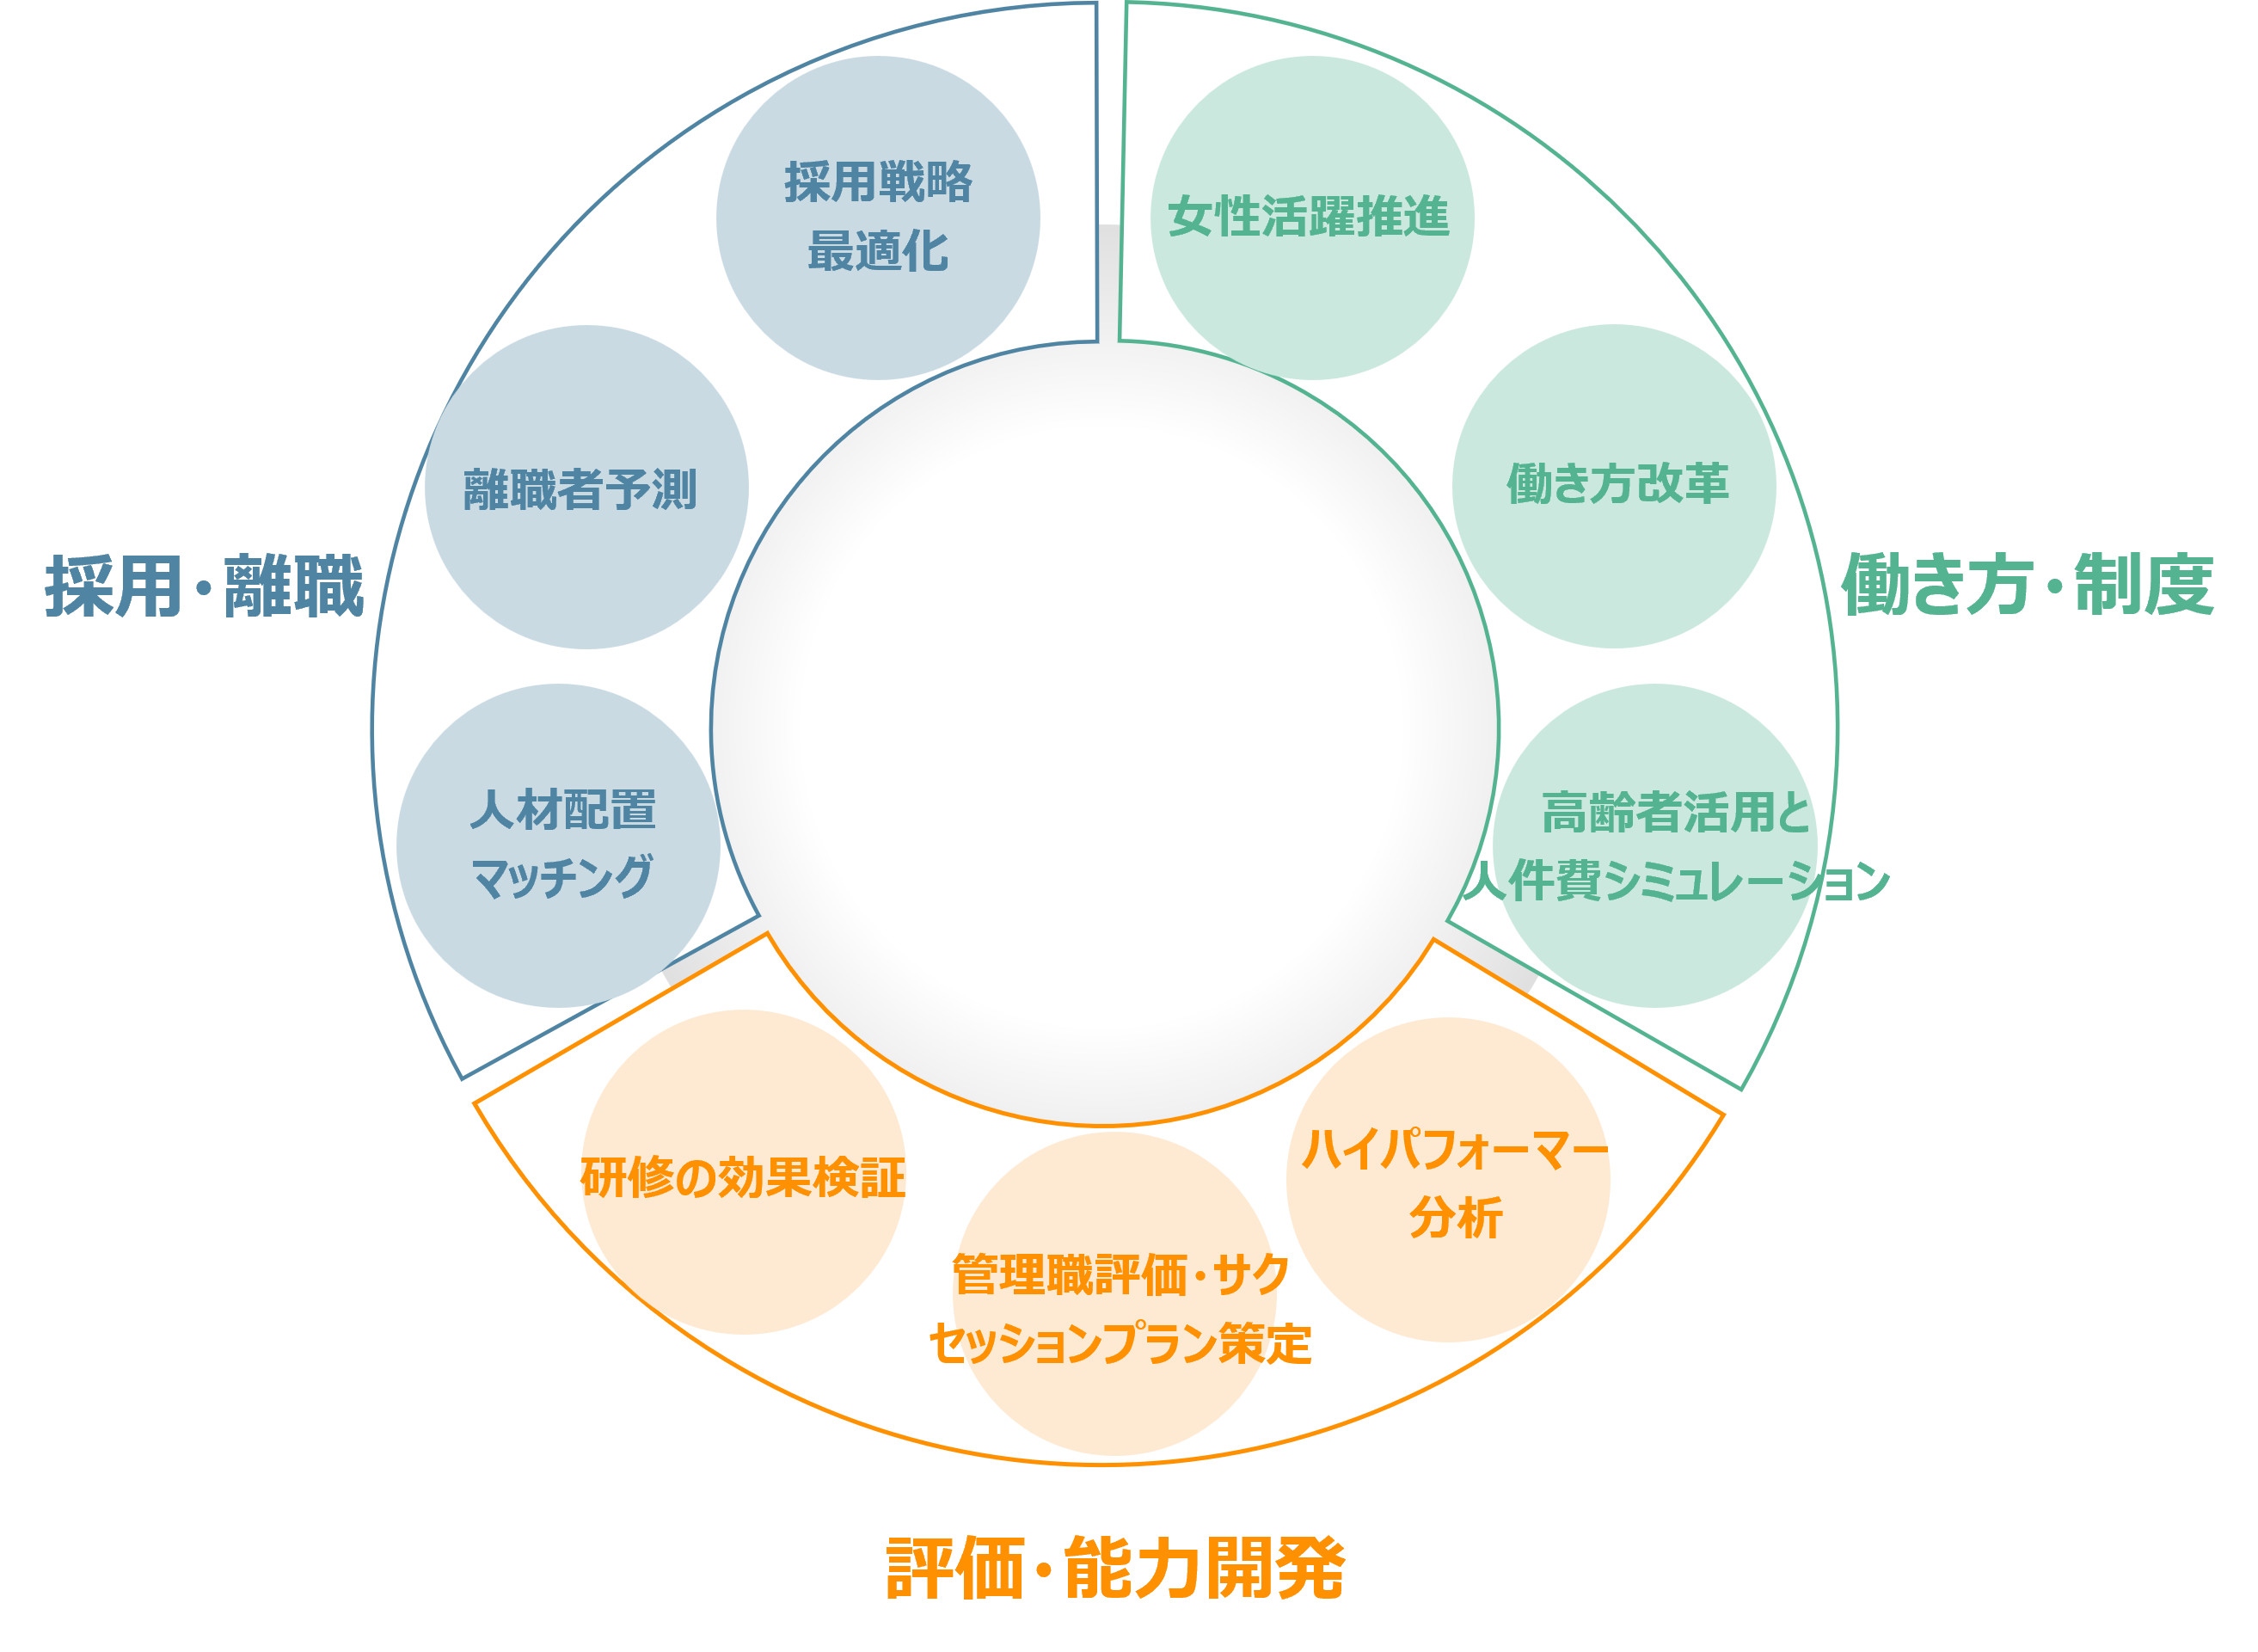 採用・離職
採用戦略
最適化
離職者予測
人材配置
マッチング
働き方・制度
女性活躍推進
働き方改革
高齢者活用と
人件費シミュレーション
評価・能力開発
研修の効果検証
管理職評価・サク
セッションプラン策定
ハイパフォーマー
分析